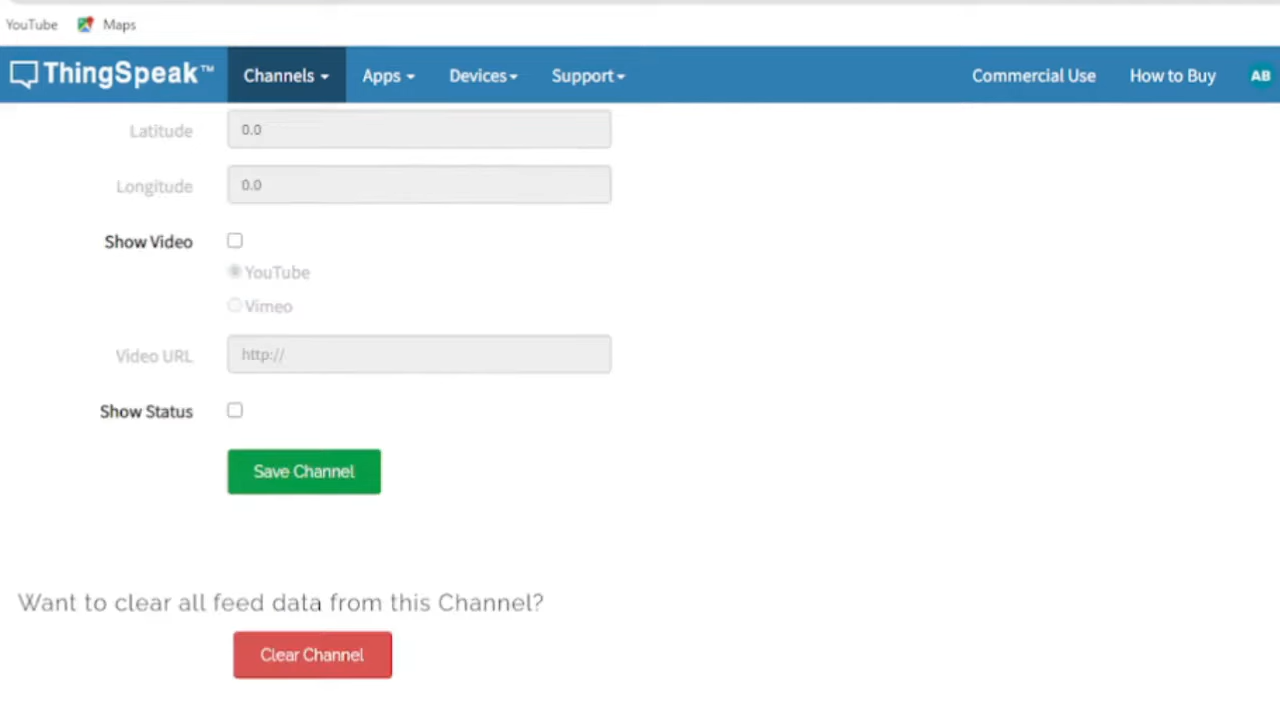 YouTube Maps
ThingSpeak™ Channels Apps Devices Support Commercial Use How to Buy AB
Latitude 0.0
Longitude 0.0
Show Video
YouTube
Vimeo
Video URL http://
Show Status
Save Channel
Want to clear all feed data from this Channel?
Clear Channel